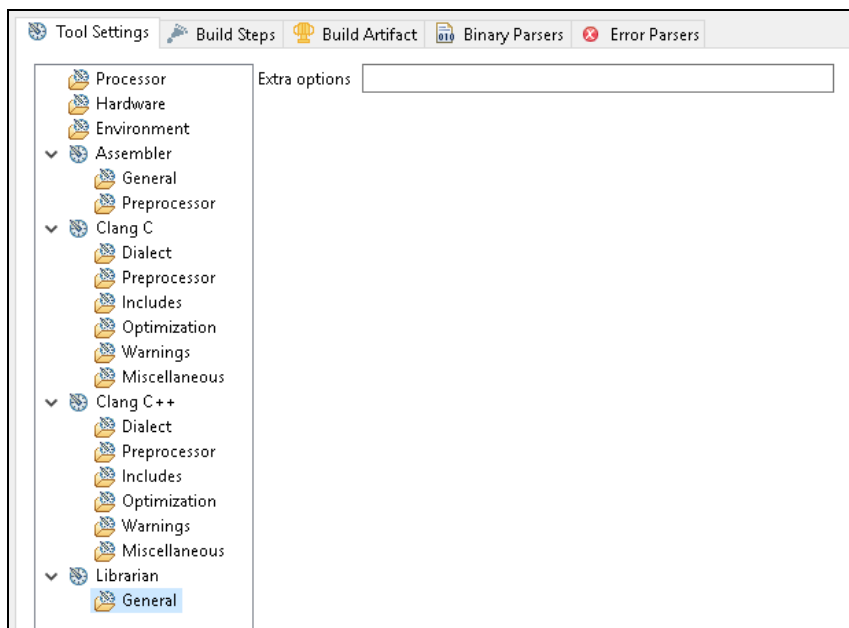 Tool Settings Build Steps Build Artifact Binary Parsers Error Parsers
Processor Extra options
Hardware
Environment
Assembler
General
Preprocessor
Clang C
Dialect
Preprocessor
Includes
Optimization
Warnings
Miscellaneous
Clang C++
Dialect
Preprocessor
Includes
Optimization
Warnings
Miscellaneous
Librarian
General